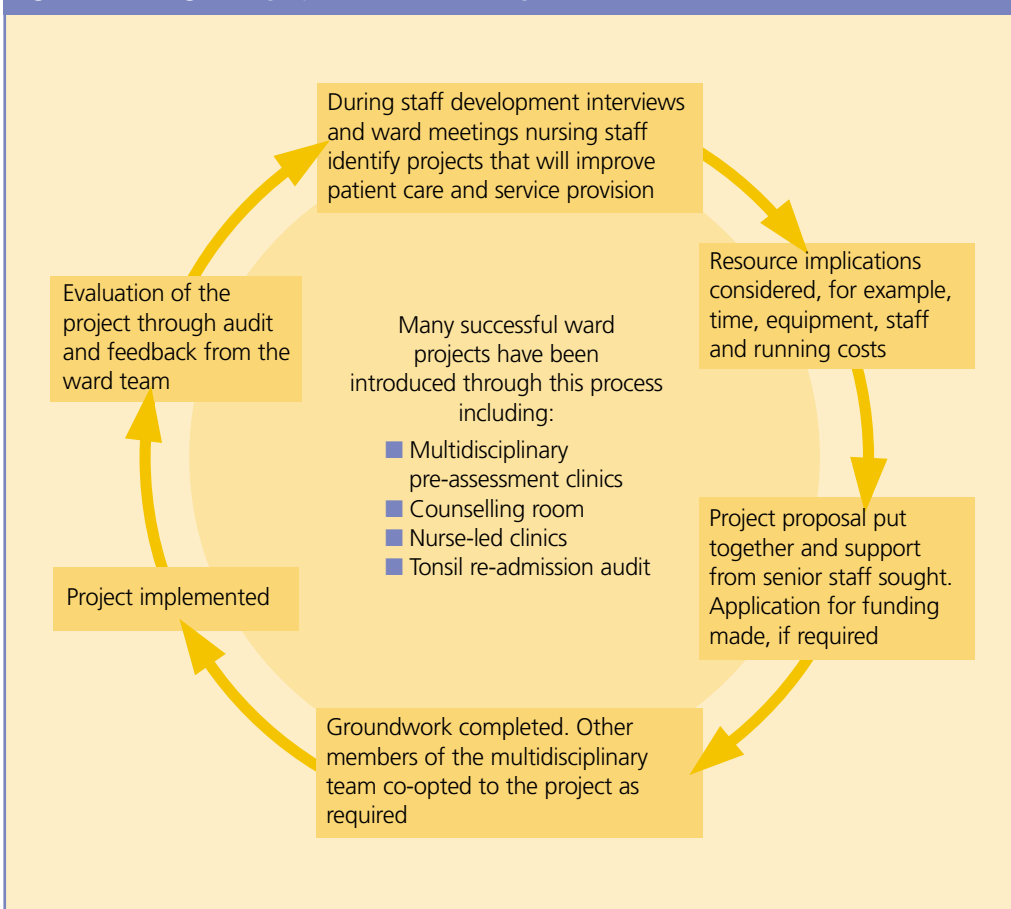 During staff development interviews
and ward meetings nursing staff
identify projects that will improve
patient care and service provision
Resource implications
considered, for example,
time, equipment, staff
and running costs
Project proposal put
together and support
from senior staff sought.
Application for funding
made, if required
Groundwork completed. Other
members of the multidisciplinary
team co-opted to the project as
required
Project implemented
Evaluation of the
project through audit
and feedback from the
ward team
Many successful ward
projects have been
introduced through this process
including:
■ Multidisciplinary
pre-assessment clinics
■ Counselling room
■ Nurse-led clinics
■ Tonsil re-admission audit